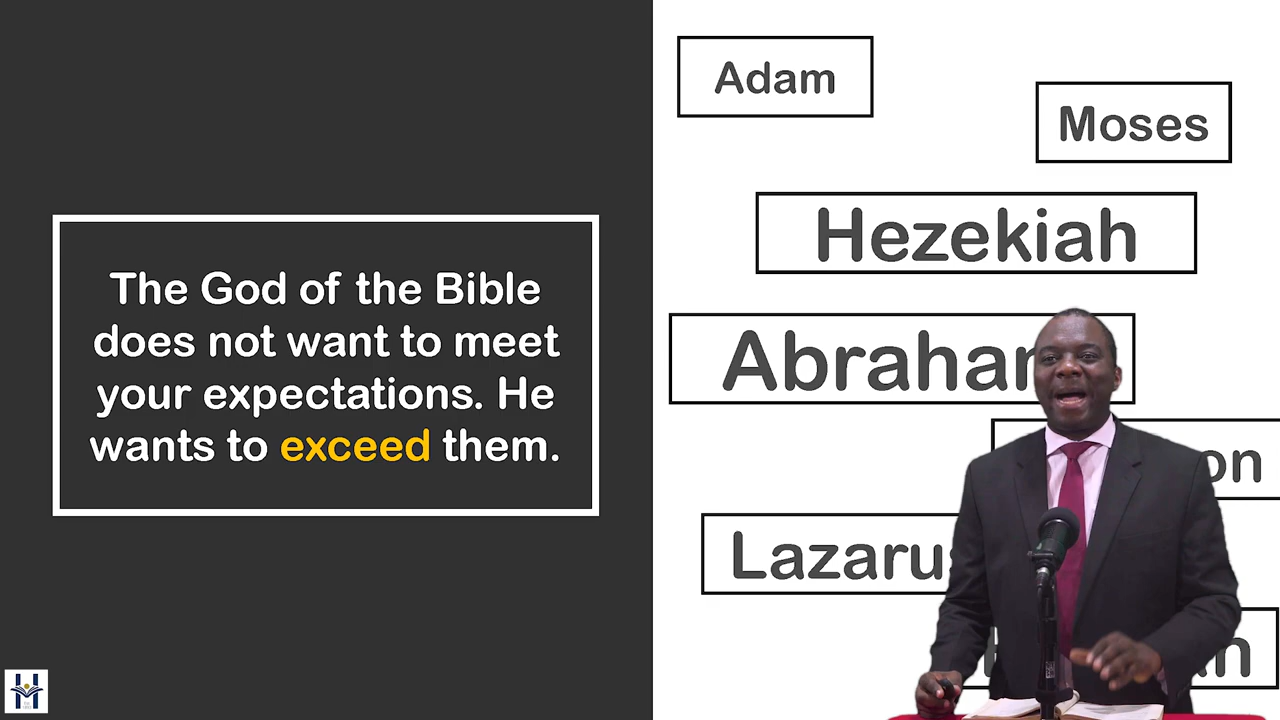 The God of the Bible
does not want to meet
your expectations. He
wants to exceed them.
Adam
Moses
Hezekiah